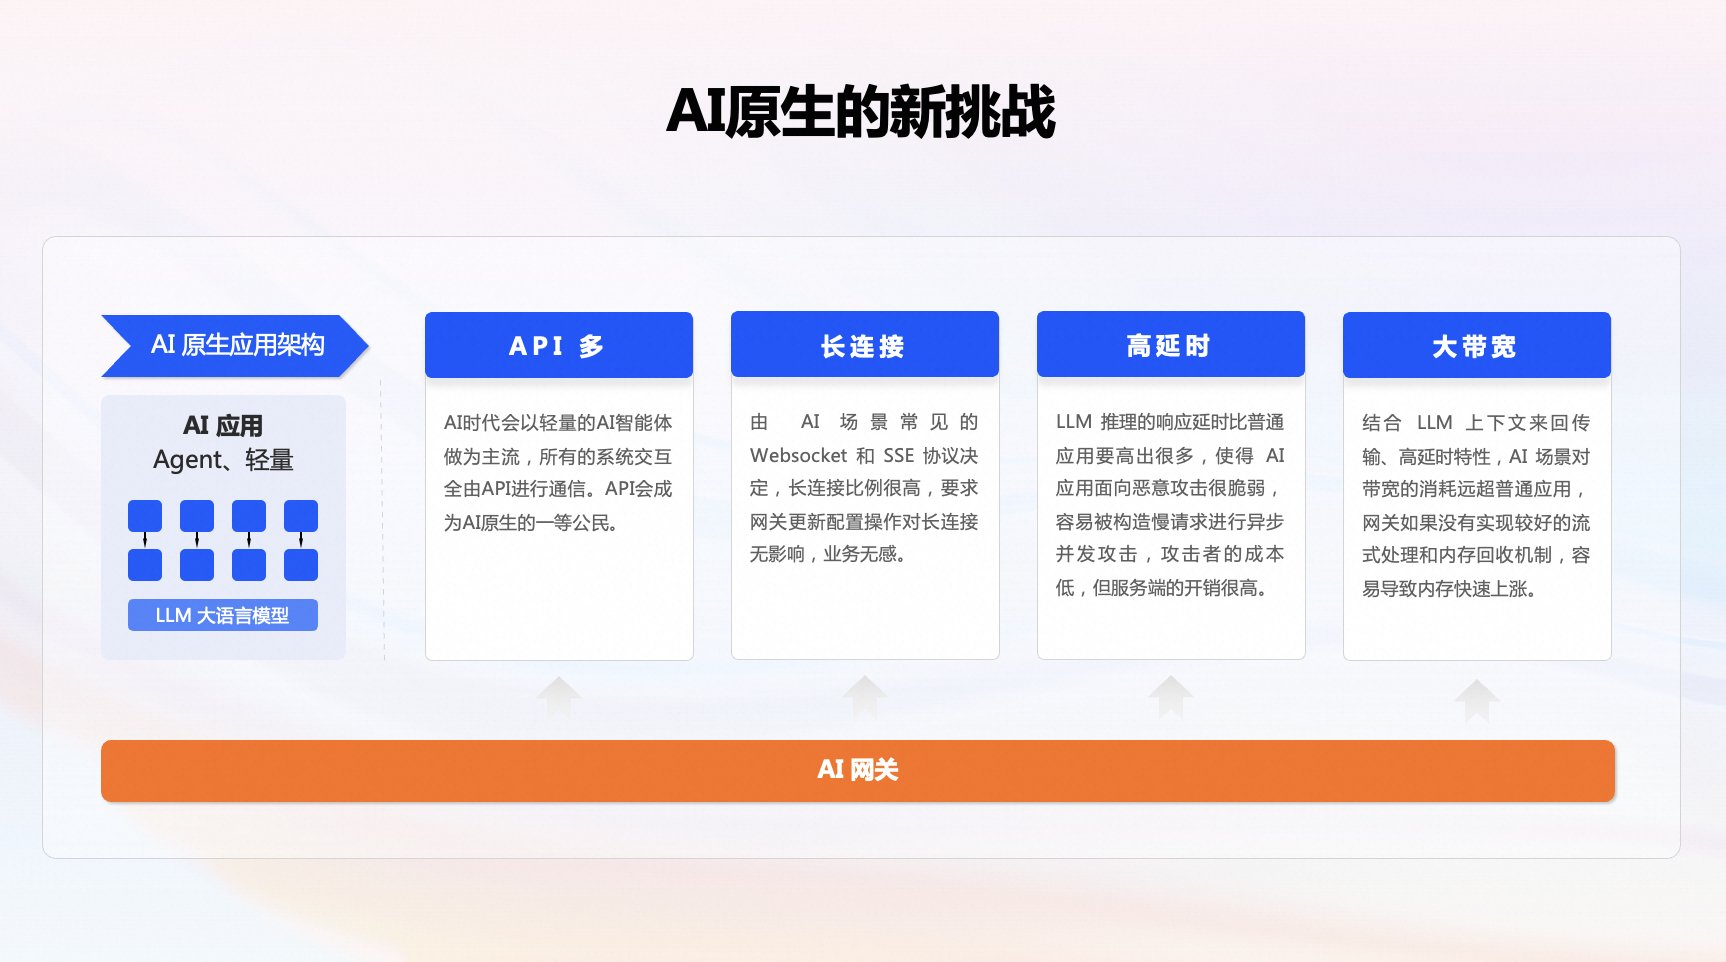 AI原生的新挑战
AI 原生应用架构
AI 应用
Agent、轻量
LLM 大语言模型
API 多
AI时代会以轻量的AI智能体
做为主流，所有的系统交互
全由API进行通信。API会成
为AI原生的一等公民。
长连接
由 AI 场景常见的
Websocket 和 SSE 协议决
定，长连接比例很高，要求
网关更新配置操作对长连接
无影响，业务无感。
高延时
LLM 推理的响应延时比普通
应用要高出很多，使得 AI
应用面向恶意攻击很脆弱，
容易被构造慢请求进行异步
并发攻击，攻击者的成本
低，但服务端的开销很高。
大带宽
结合 LLM 上下文来回传
输、高延时特性，AI 场景对
带宽的消耗远超普通应用，
网关如果没有实现较好的流
式处理和内存回收机制，容
易导致内存快速上涨。
AI 网关